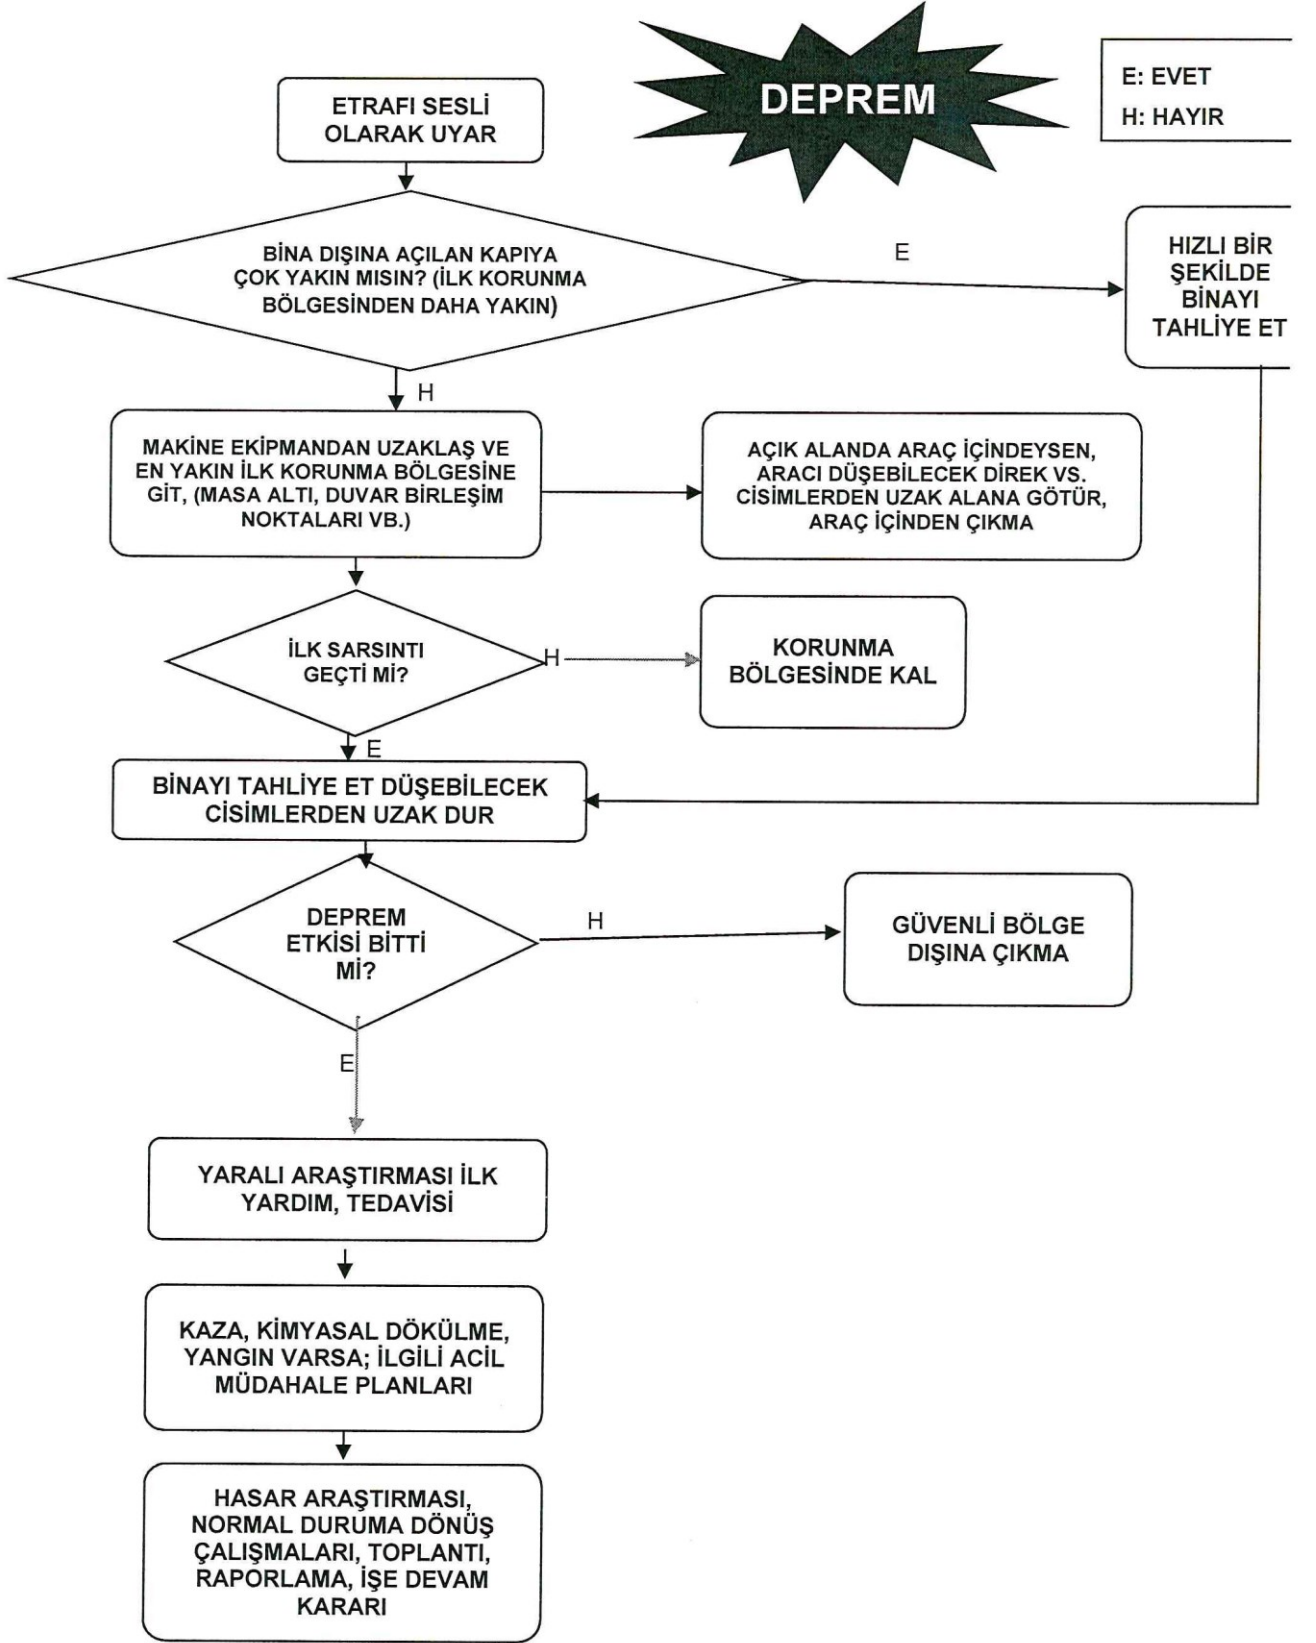 DEPREM
E: EVET
H: HAYIR
ETRAFI SESLİ
OLARAK UYAR
BİNA DIŞINA AÇILAN KAPIYA
ÇOK YAKIN MISIN? (İLK KORUNMA
BÖLGESİNDEN DAHA YAKIN)
E
HIZLI BİR
ŞEKİLDE
BİNAYI
TAHLİYE ET
H
MAKİNE EKİPMANDAN UZAKLAŞ VE
EN YAKIN İLK KORUNMA BÖLGESİNE
GİT, (MASA ALTI, DUVAR BİRLEŞİM
NOKTALARI VB.)
AÇIK ALANDA ARAÇ İÇİNDEYSEN,
ARACI DÜŞEBİLECEK DİREK VS.
CİSİMLERDEN UZAK ALANA GÖTÜR,
ARAÇ İÇİNDEN ÇIKMA
İLK SARSINTI
GEÇTİ Mİ?
H
KORUNMA
BÖLGESİNDE KAL
E
BİNAYI TAHLİYE ET DÜŞEBİLECEK
CİSİMLERDEN UZAK DUR
DEPREM
ETKİSİ BİTTİ
Mİ?
H
GÜVENLİ BÖLGE
DIŞINA ÇIKMA
E
YARALI ARAŞTIRMASI İLK
YARDIM, TEDAVİSİ
KAZA, KİMYASAL DÖKÜLME,
YANGIN VARSA; İLGİLİ ACİL
MÜDAHALE PLANLARI
HASAR ARAŞTIRMASI,
NORMAL DURUMA DÖNÜŞ
ÇALIŞMALARI, TOPLANTI,
RAPORLAMA, İŞE DEVAM
KARARI